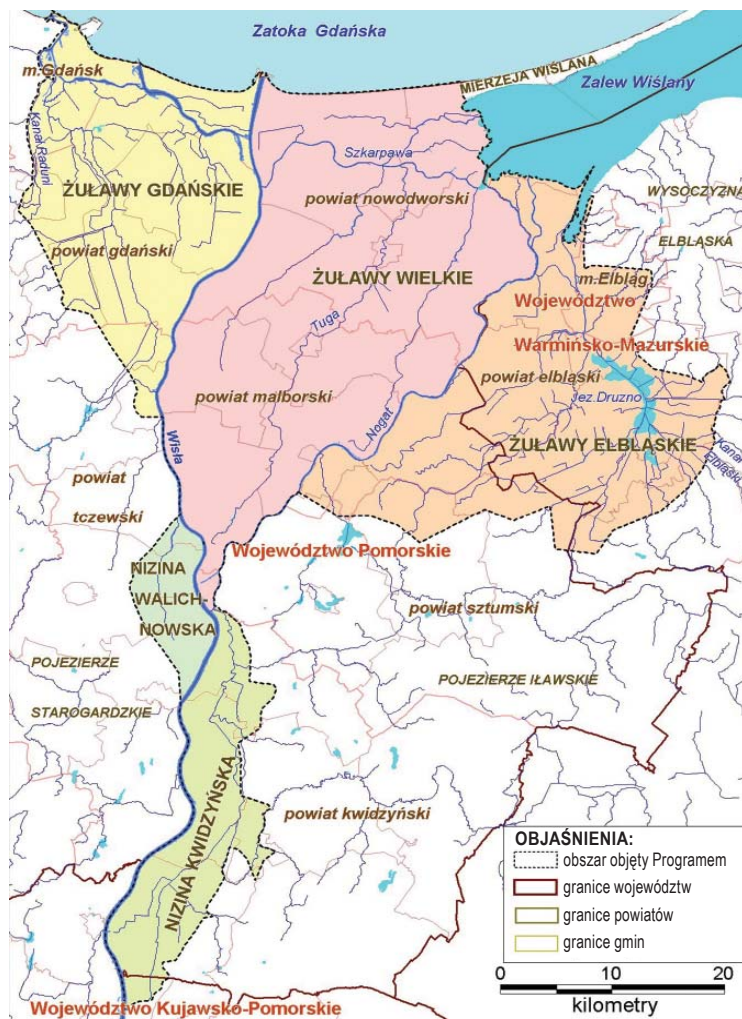 Zatoka Gdańska
MIERZEJA WIŚLANA
Zalew Wiślany
m.Gdańsk
Kanał Raduni
Szkarpawa
ŻUŁAWY GDAŃSKIE
powiat nowodworski
WYSOCZYZNA
ELBLĄSKA
powiat gdański
ŻUŁAWY WIELKIE
m.Elbląg
Województwo
Warmińsko-Mazurskie
Tuga
powiat elbląski
powiat malborski
jez.Druzno
Nogat
Wisła
ŻUŁAWY ELBLĄSKIE
Kanał
Elbląski
powiat
tczewski
Województwo Pomorskie
NIZINA
WALICH-
NOWSKA
powiat sztumski
POJEZIERZE
STAROGARDZKIE
POJEZIERZE IŁAWSKIE
NIZINA KWIDZYŃSKA
powiat kwidzyński
OBJAŚNIENIA:
obszar objęty Programem
granice województw
granice powiatów
granice gmin
0 10 20
kilometry
Województwo Kujawsko-Pomorskie